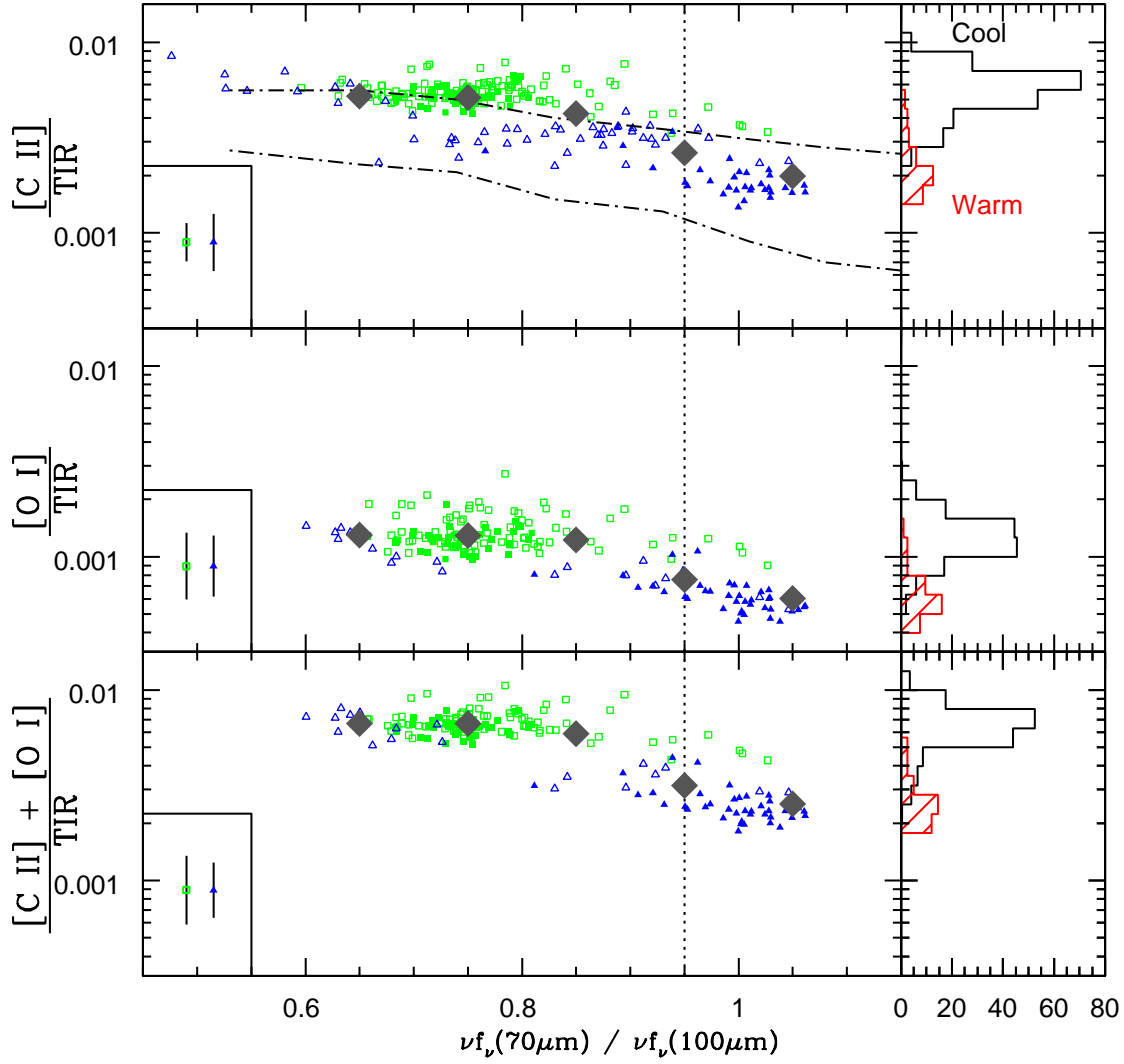 Cool
0.01
[C II]
TIR
Warm
0.001
0.01
[O I]
TIR
0.001
0.01
[C II] + [O I]
TIR
0.001
0.6 0.8 1 0 20 40 60 80
νfν(70μm) / νfν(100μm)